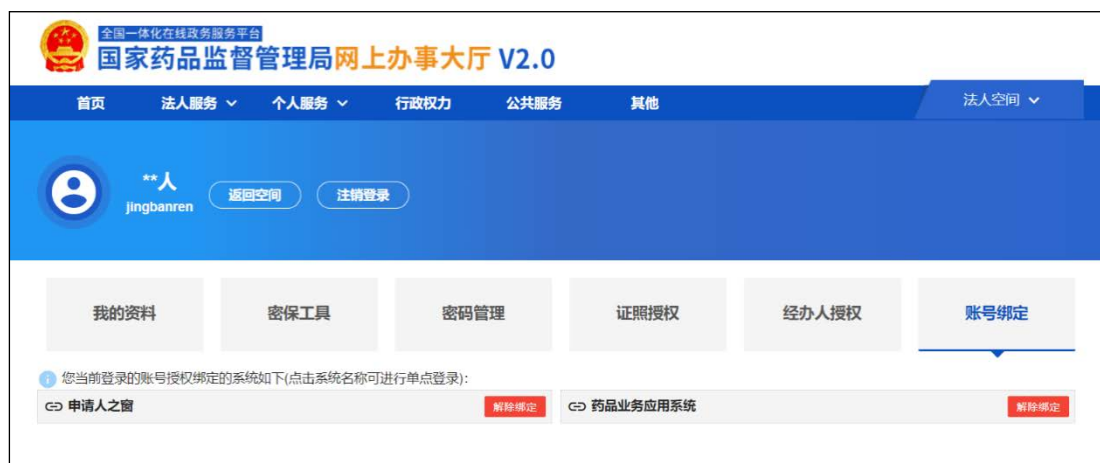 全国一体化在线政务服务平台
国家药品监督管理局网上办事大厅 V2.0
首页 法人服务 个人服务 行政权力 公共服务 其他 法人空间
**人
jingbanren
返回空间 注销登录
我的资料 密保工具 密码管理 证照授权 经办人授权 账号绑定
您当前登录的账号授权绑定的系统如下(点击系统名称可进行单点登录):
申请人之窗 解除绑定 药品业务应用系统 解除绑定